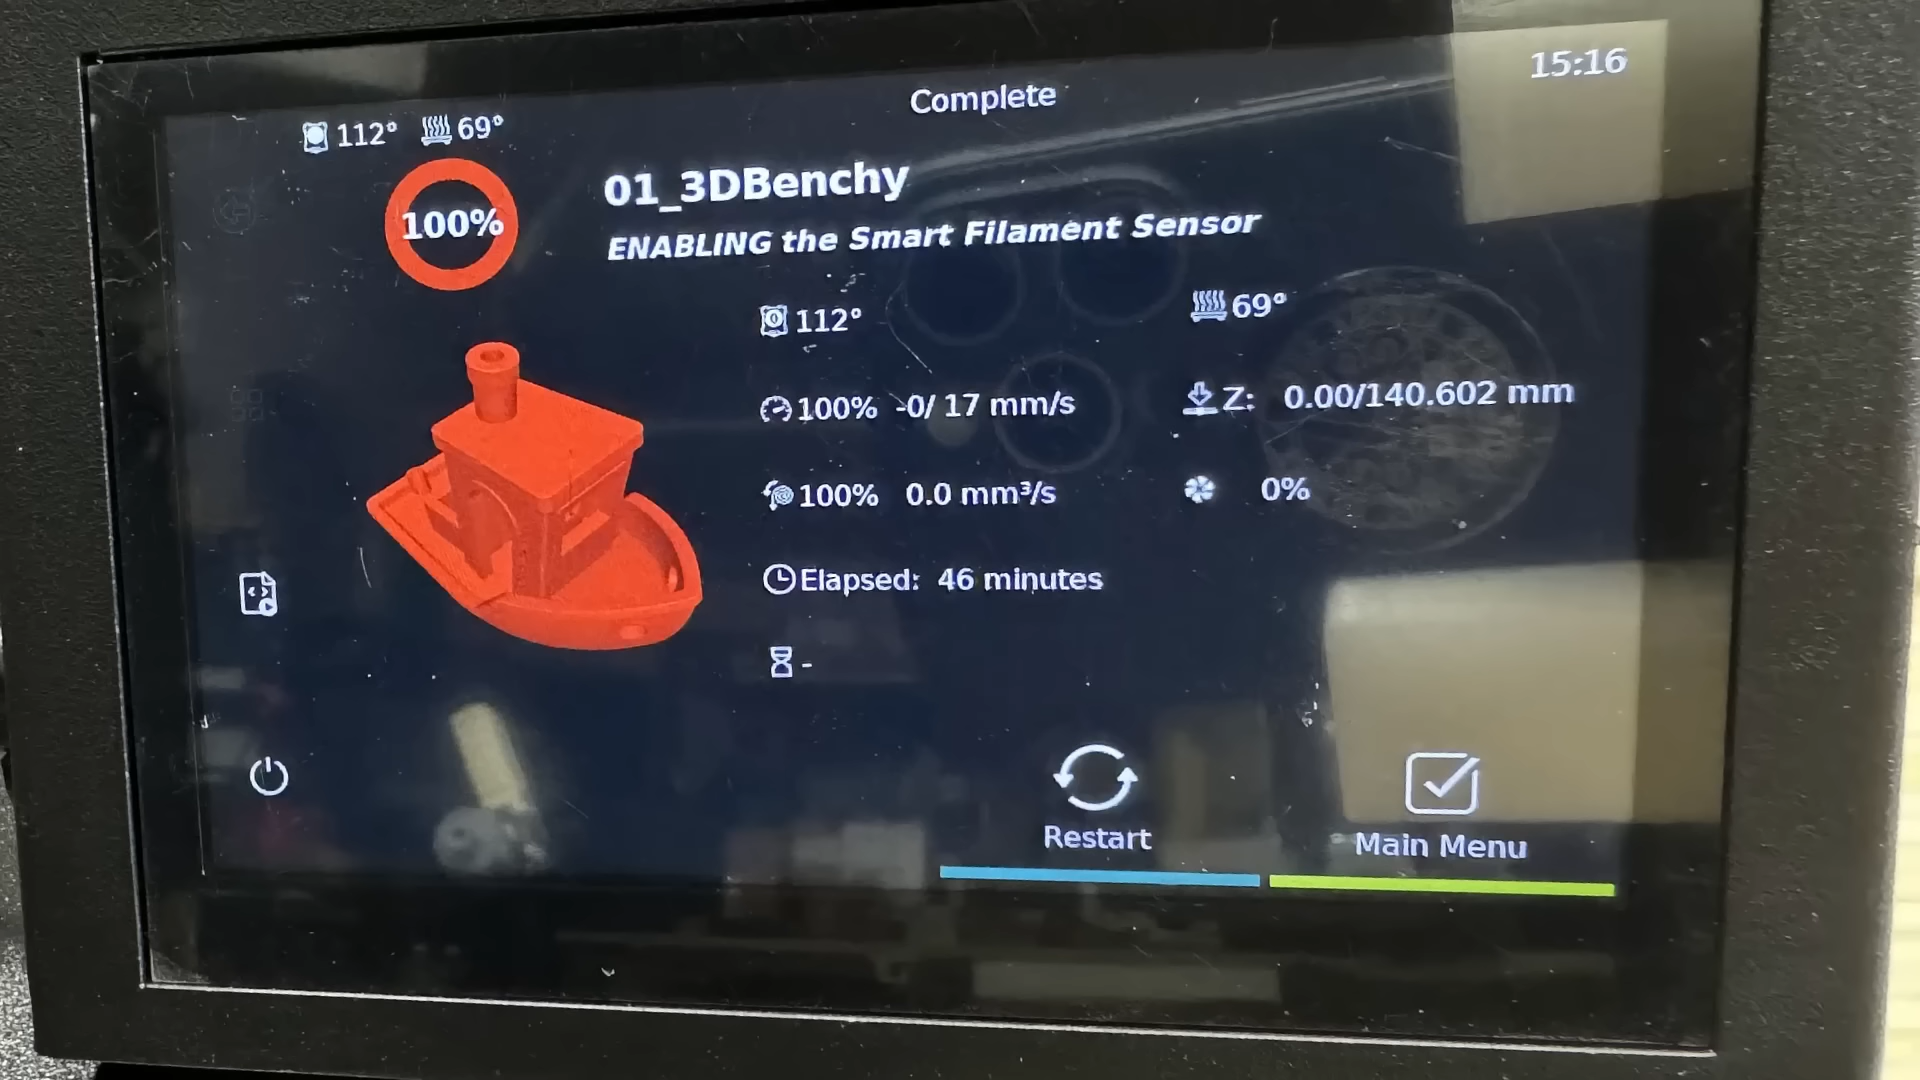 15:16
Complete
112° 69°
100%
01_3DBenchy
ENABLING the Smart Filament Sensor
112° 69°
100% -0/ 17 mm/s Z: 0.00/140.602 mm
100% 0.0 mm³/s 0%
Elapsed: 46 minutes
-
Restart Main Menu